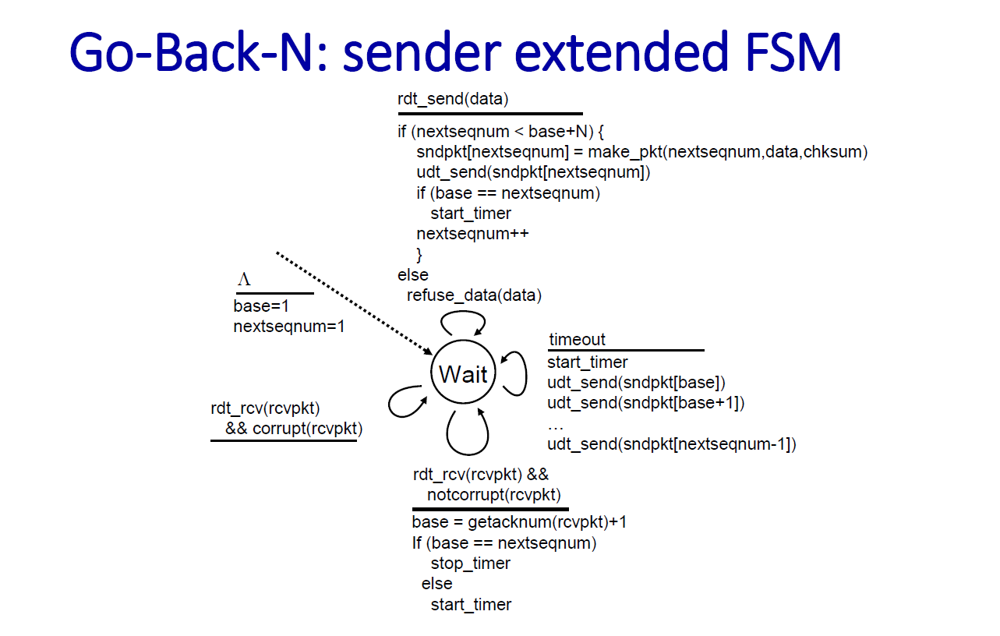 Go-Back-N: sender extended FSM
rdt_send(data)
if (nextseqnum < base+N) {
sndpkt[nextseqnum] = make_pkt(nextseqnum,data,chksum)
udt_send(sndpkt[nextseqnum])
if (base == nextseqnum)
start_timer
nextseqnum++
}
else
refuse_data(data)
Λ
base=1
nextseqnum=1
Wait
timeout
start_timer
udt_send(sndpkt[base])
udt_send(sndpkt[base+1])
…
udt_send(sndpkt[nextseqnum-1])
rdt_rcv(rcvpkt)
&& corrupt(rcvpkt)
rdt_rcv(rcvpkt) &&
notcorrupt(rcvpkt)
base = getacknum(rcvpkt)+1
If (base == nextseqnum)
stop_timer
else
start_timer